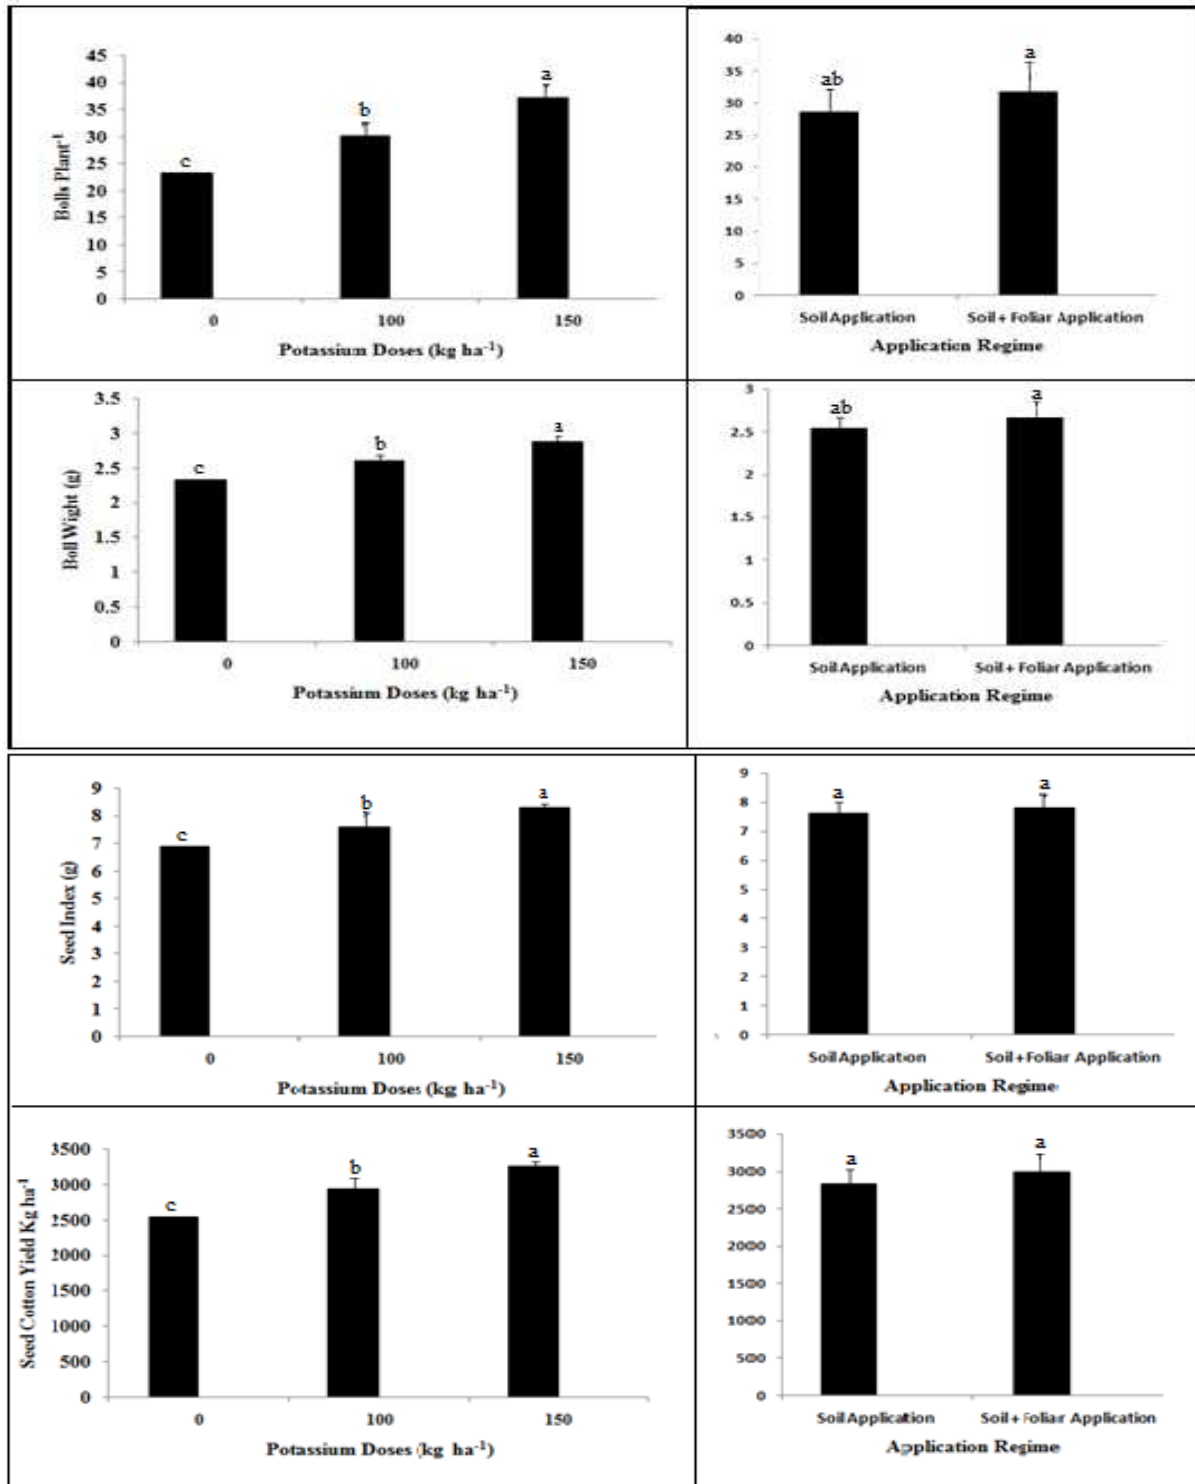 45
40
35
30
25
20
15
10
5
0
Bolls Plant⁻¹
c
b
a
0 100 150
Potassium Doses (kg ha⁻¹)
40
35
30
25
20
15
10
5
0
ab
a
Soil Application Soil + Foliar Application
Application Regime
3.5
3
2.5
2
1.5
1
0.5
0
Boll Wight (g)
c
b
a
0 100 150
Potassium Doses (kg ha⁻¹)
3
2.5
2
1.5
1
0.5
0
ab
a
Soil Application Soil + Foliar Application
Application Regime
9
8
7
6
5
4
3
2
1
0
Seed Index (g)
c
b
a
0 100 150
Potassium Doses (kg ha⁻¹)
9
8
7
6
5
4
3
2
1
0
a
a
Soil Application Soil + Foliar Application
Application Regime
3500
3000
2500
2000
1500
1000
500
0
Seed Cotton Yield Kg ha⁻¹
c
b
a
0 100 150
Potassium Doses (kg ha⁻¹)
3500
3000
2500
2000
1500
1000
500
0
a
a
Soil Application Soil + Foliar Application
Application Regime